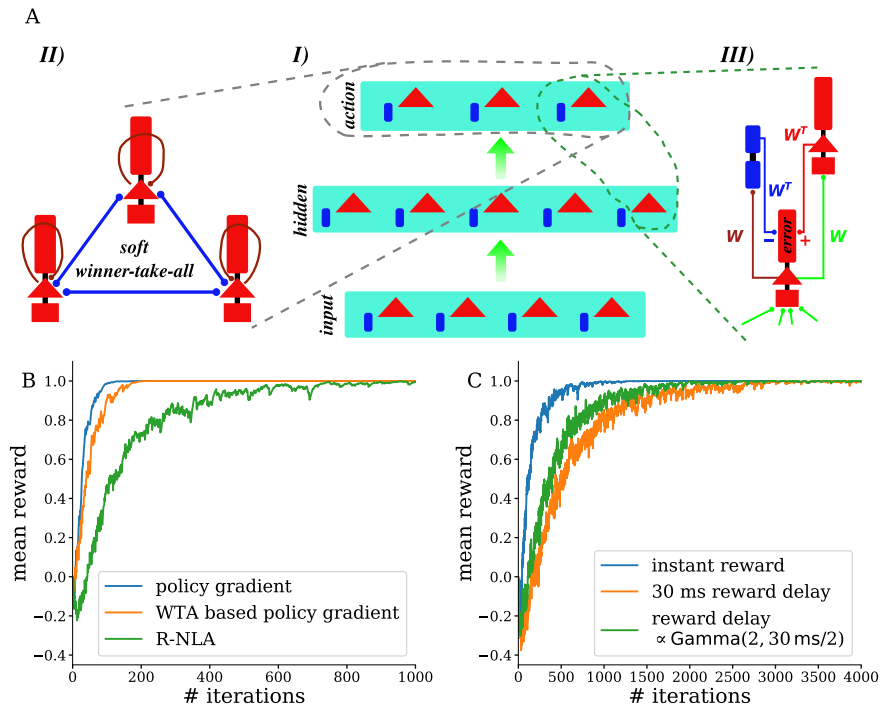 A
II)
I)
III)
action
hidden
input
soft
winner-take-all
W^T
W^T
W
W
error
−
+
B
mean reward
1.0
0.8
0.6
0.4
0.2
0.0
−0.2
−0.4
policy gradient
WTA based policy gradient
R-NLA
0 200 400 600 800 1000
# iterations
C
mean reward
1.0
0.8
0.6
0.4
0.2
0.0
−0.2
−0.4
instant reward
30 ms reward delay
reward delay
∝ Gamma(2, 30 ms/2)
0 500 1000 1500 2000 2500 3000 3500 4000
# iterations